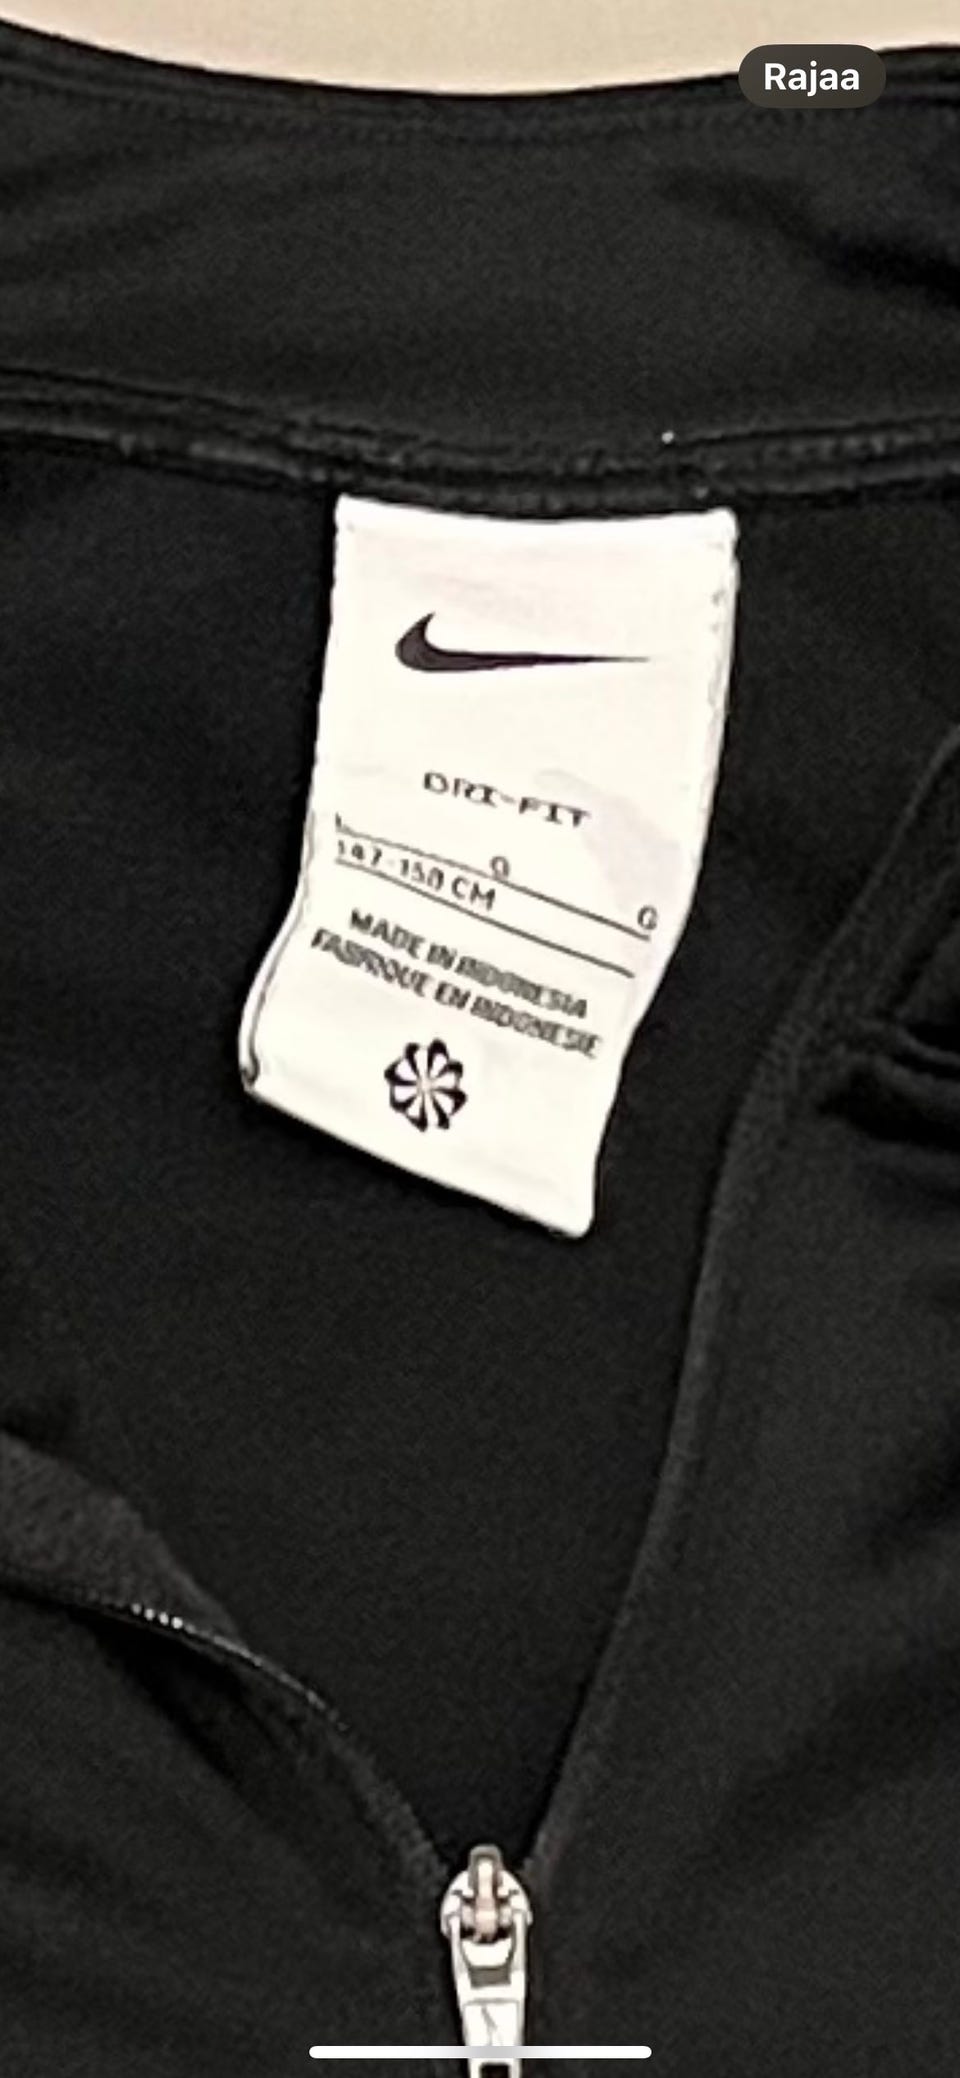 Rajaa
DRI-FIT
L G G
147-158 CM
MADE IN INDONESIA
FABRIQUE EN INDONESIE